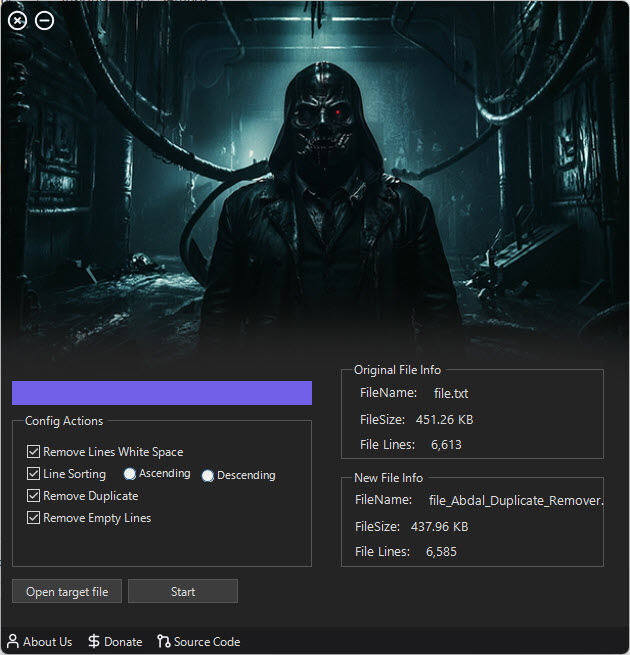 Original File Info
FileName: file.txt
FileSize: 451.26 KB
File Lines: 6,613
Config Actions
Remove Lines White Space
Line Sorting Ascending Descending
Remove Duplicate
Remove Empty Lines
New File Info
FileName: file_Abdal_Duplicate_Remover.
FileSize: 437.96 KB
File Lines: 6,585
Open target file Start
About Us Donate Source Code